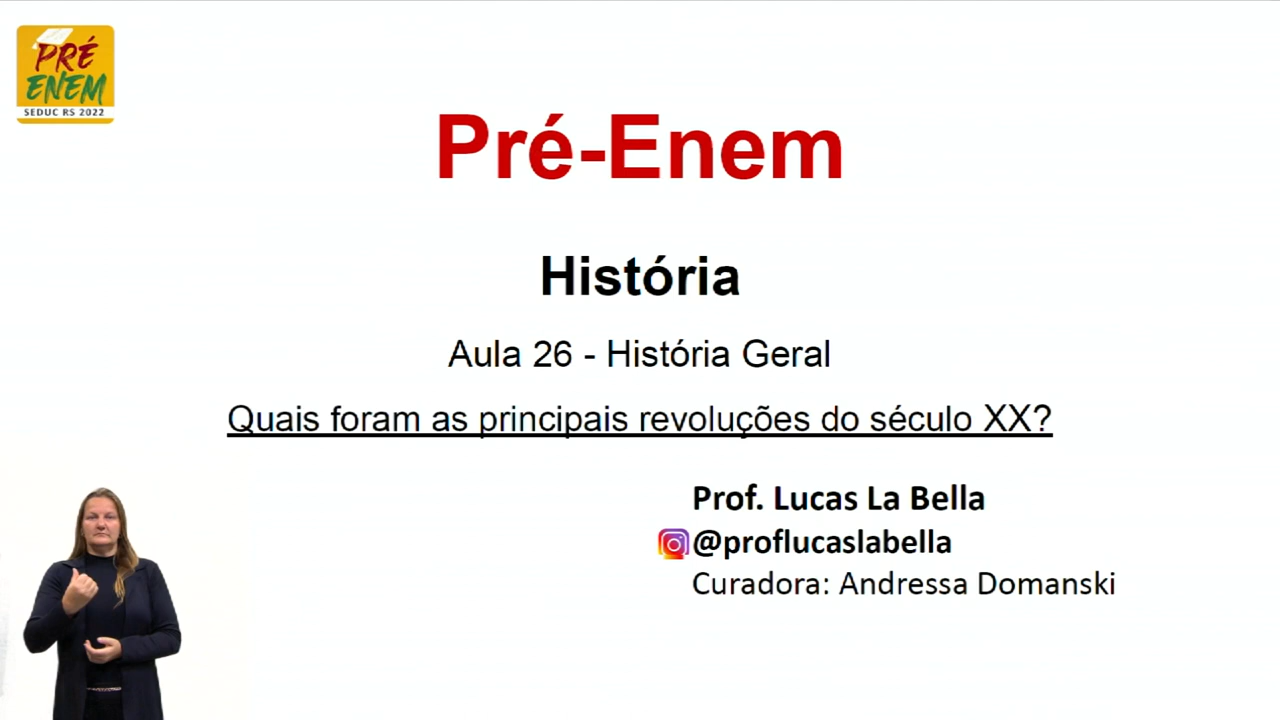 PRÉ
ENEM
SEDUC RS 2022
Pré-Enem
História
Aula 26 - História Geral
Quais foram as principais revoluções do século XX?
Prof. Lucas La Bella
@proflucaslabella
Curadora: Andressa Domanski